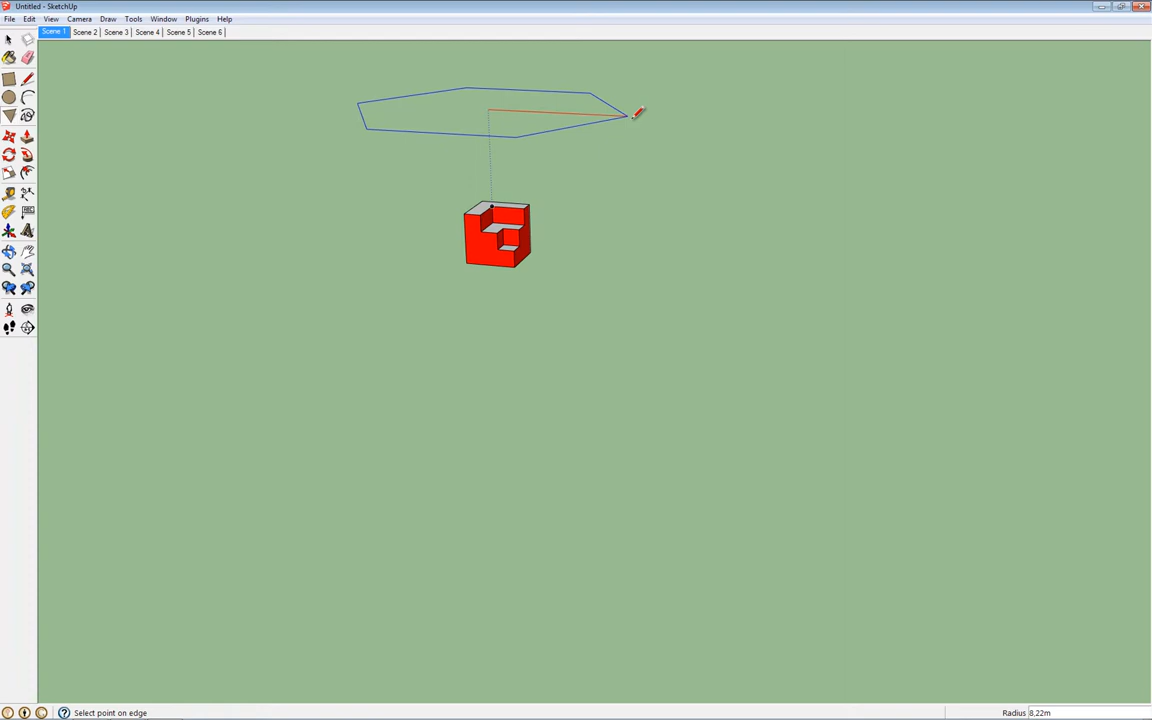 Untitled - SketchUp
File Edit View Camera Draw Tools Window Plugins Help
Scene 1 Scene 2 Scene 3 Scene 4 Scene 5 Scene 6
Select point on edge
Radius 8,22m